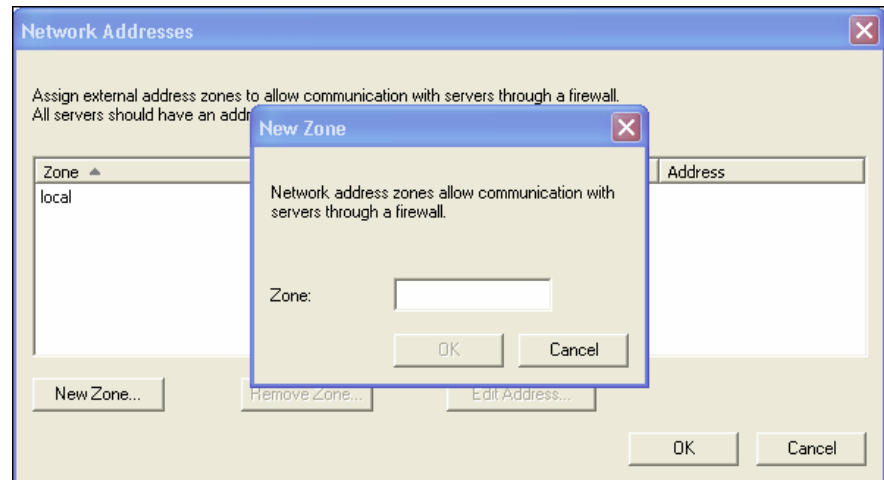 Network Addresses
Assign external address zones to allow communication with servers through a firewall.
All servers should have an addr
New Zone
Zone
Address
local
Network address zones allow communication with
servers through a firewall.
Zone:
OK
Cancel
New Zone...
Remove Zone...
Edit Address...
OK
Cancel